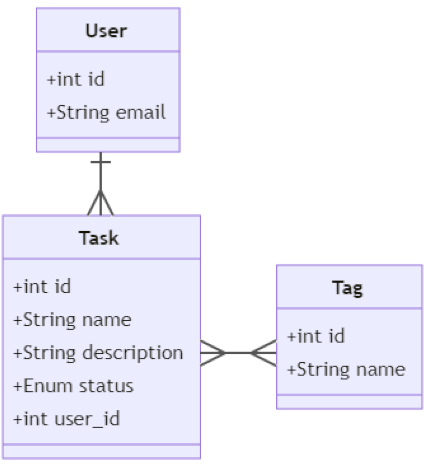 User
+int id
+String email
Task
+int id
+String name
+String description
+Enum status
+int user_id
Tag
+int id
+String name